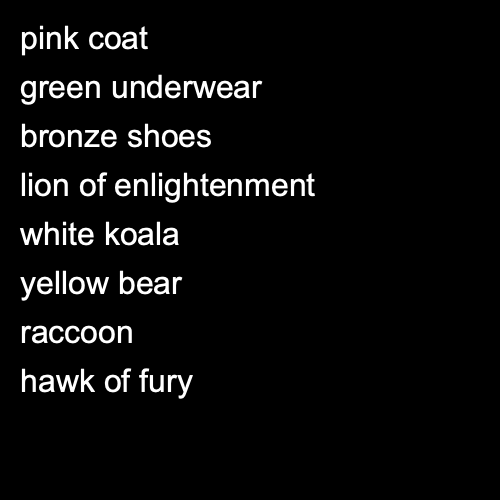 pink coat
green underwear
bronze shoes
lion of enlightenment
white koala
yellow bear
raccoon
hawk of fury